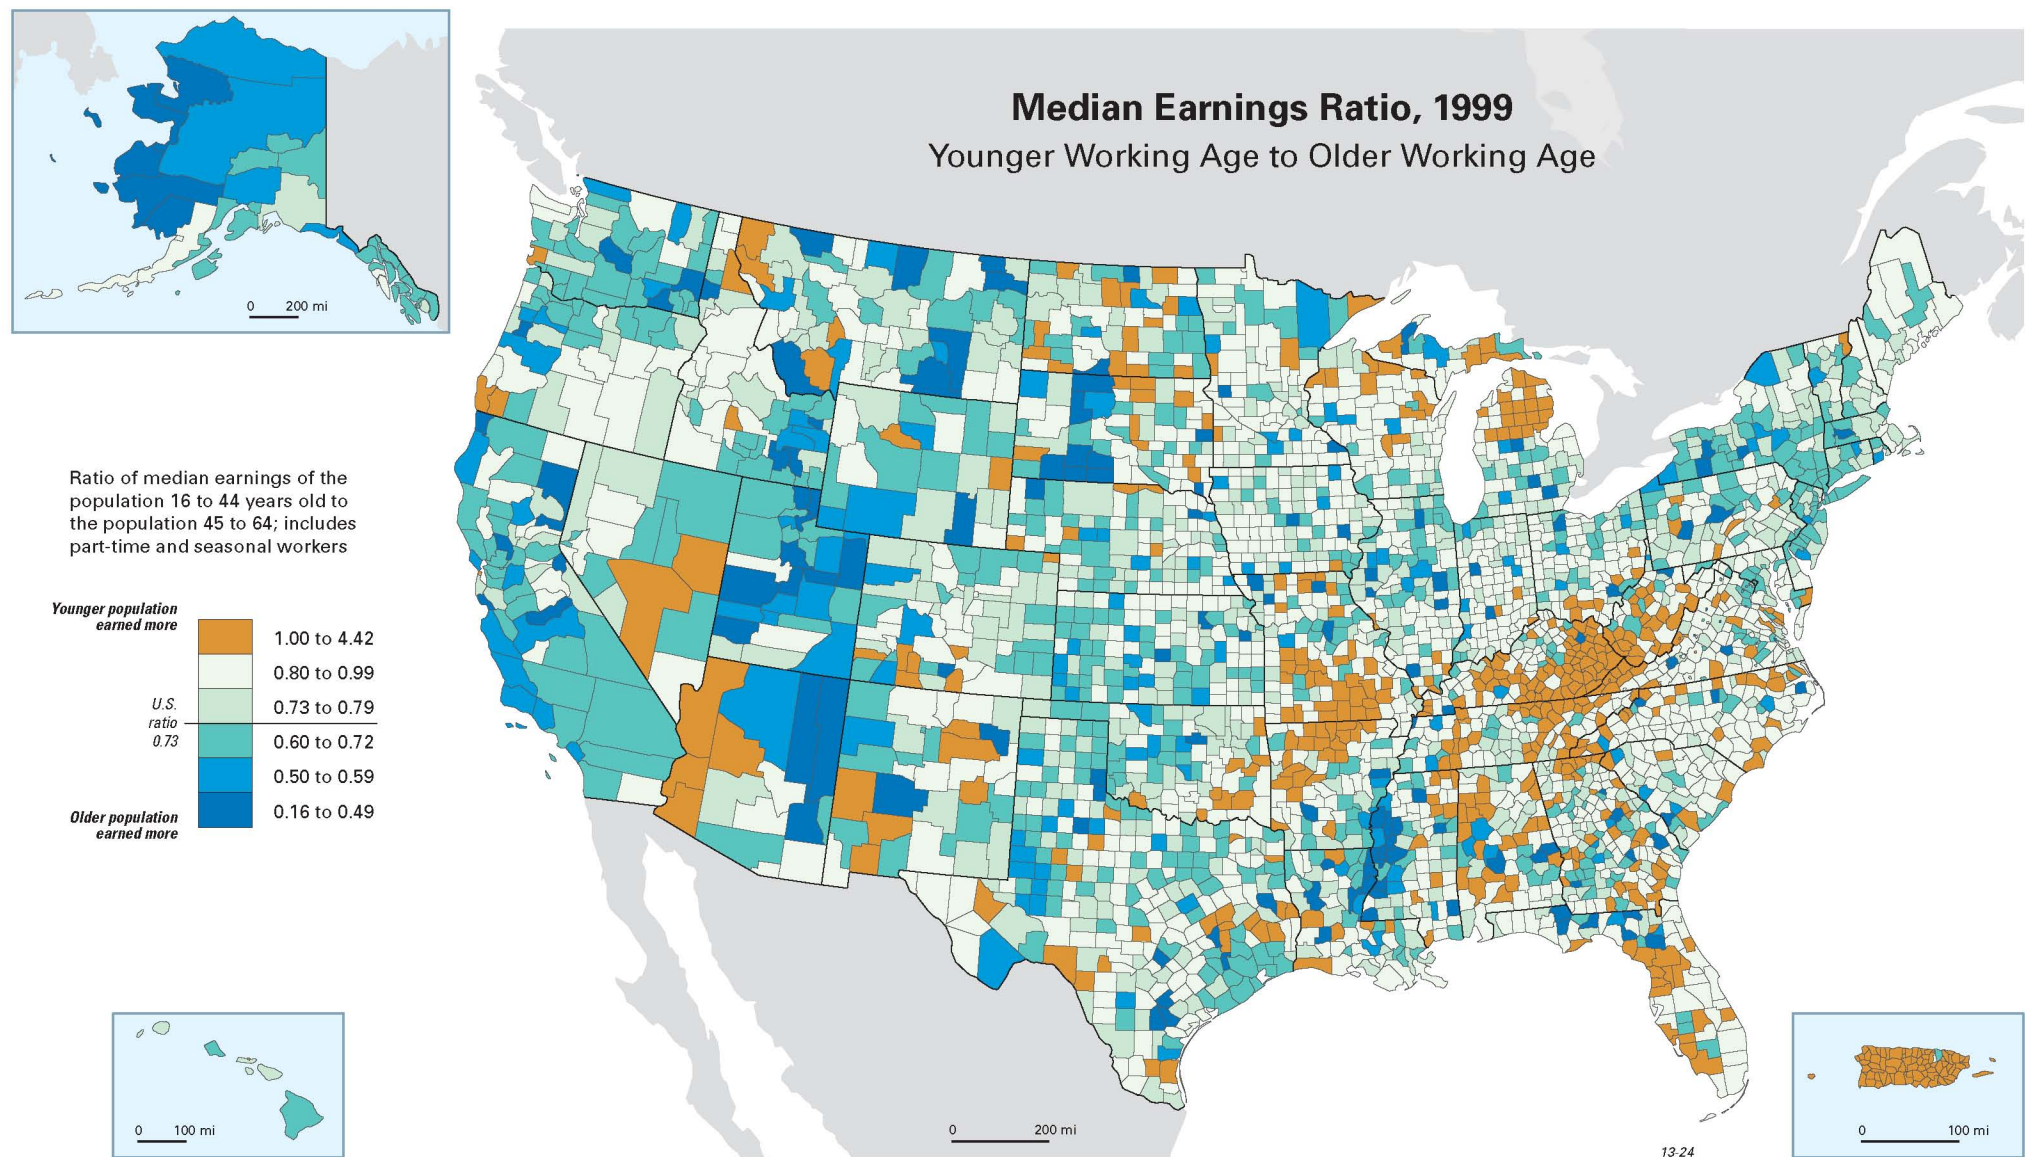 Median Earnings Ratio, 1999
Younger Working Age to Older Working Age
0 200 mi
Ratio of median earnings of the
population 16 to 44 years old to
the population 45 to 64; includes
part-time and seasonal workers
Younger population
earned more
1.00 to 4.42
0.80 to 0.99
U.S.
ratio
0.73
0.73 to 0.79
0.60 to 0.72
0.50 to 0.59
0.16 to 0.49
Older population
earned more
0 100 mi
0 200 mi
0 100 mi
13-24